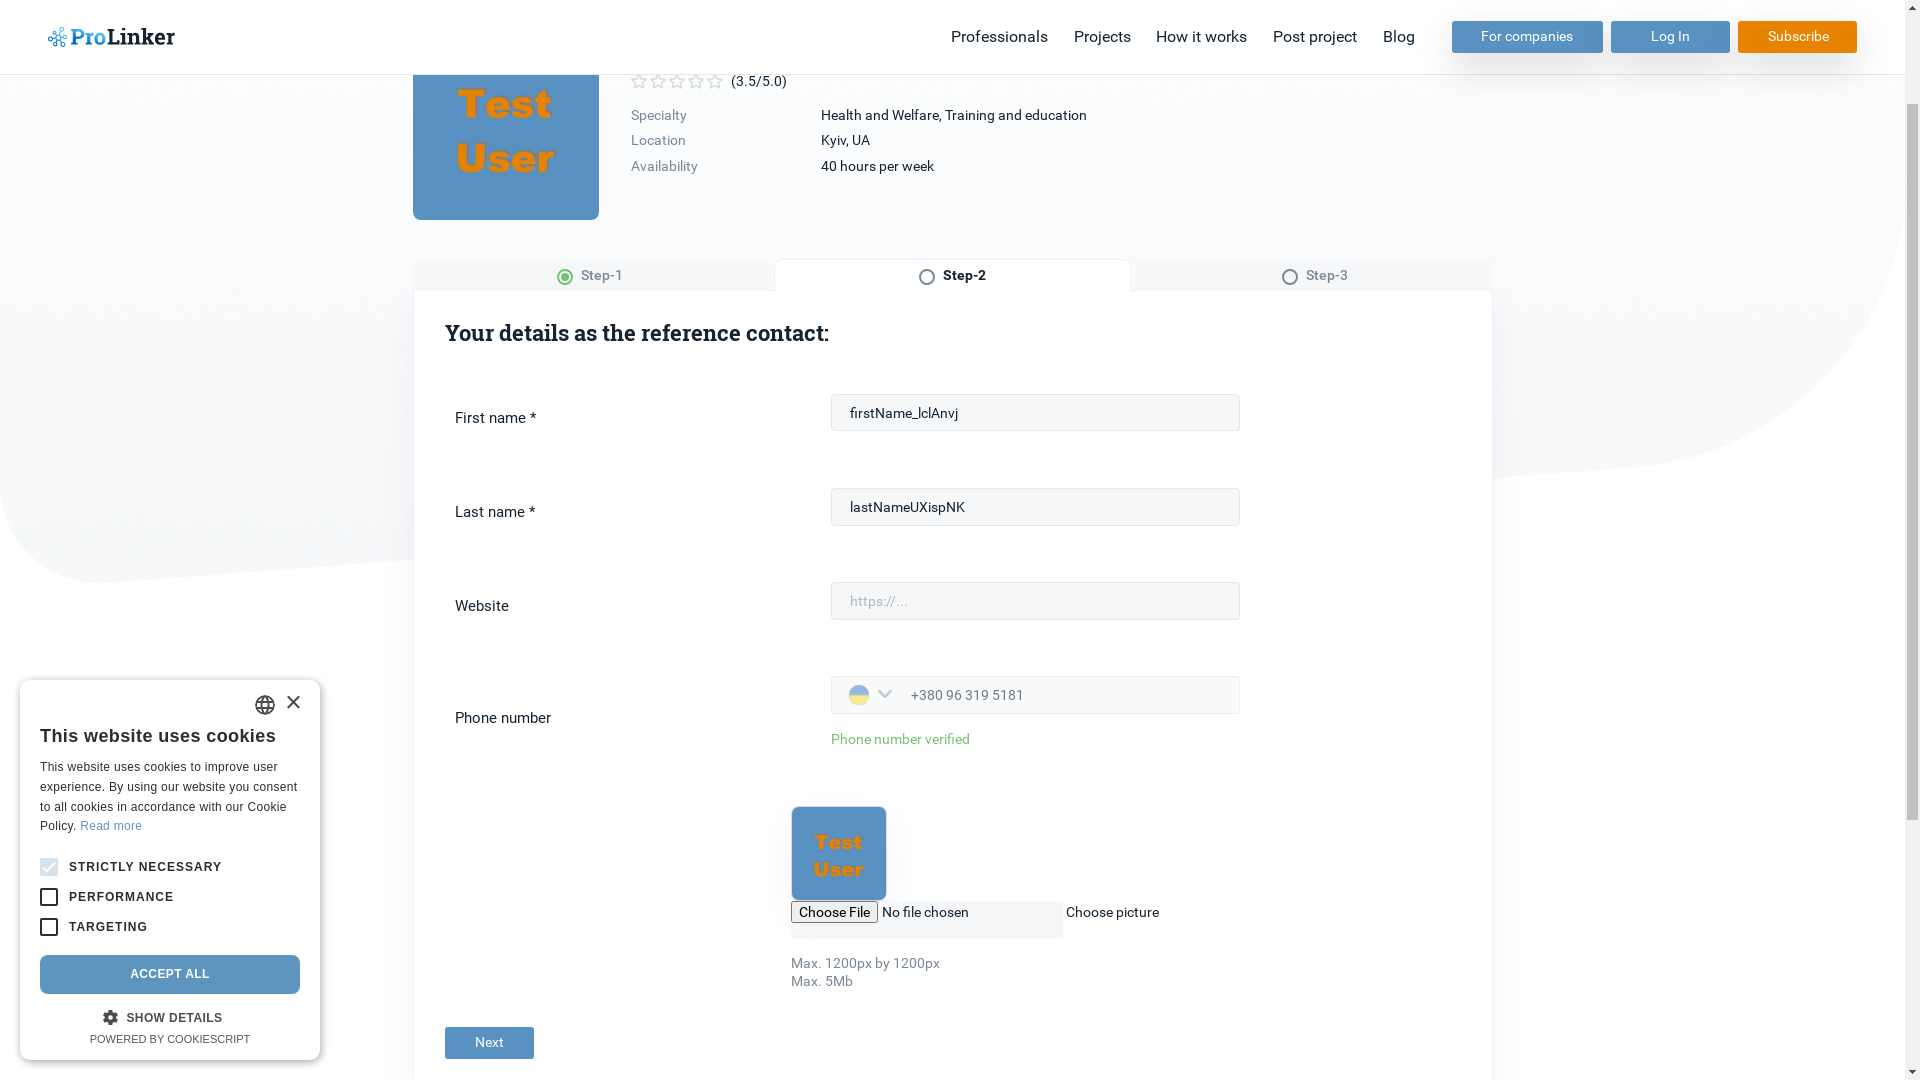 ProLinker
Professionals
Projects
How it works
Post project
Blog
For companies
Log In
Subscribe
Test
User
(3.5/5.0)
Specialty
Health and Welfare, Training and education
Location
Kyiv, UA
Availability
40 hours per week
Step-1
Step-2
Step-3
Your details as the reference contact:
First name *
firstName_lclAnvj
Last name *
lastNameUXispNK
Website
https://...
Phone number
+380 96 319 5181
Phone number verified
Test
User
Choose File No file chosen
Choose picture
Max. 1200px by 1200px
Max. 5Mb
Next
This website uses cookies
This website uses cookies to improve user
experience. By using our website you consent
to all cookies in accordance with our Cookie
Policy. Read more
STRICTLY NECESSARY
PERFORMANCE
TARGETING
ACCEPT ALL
SHOW DETAILS
POWERED BY COOKIESCRIPT